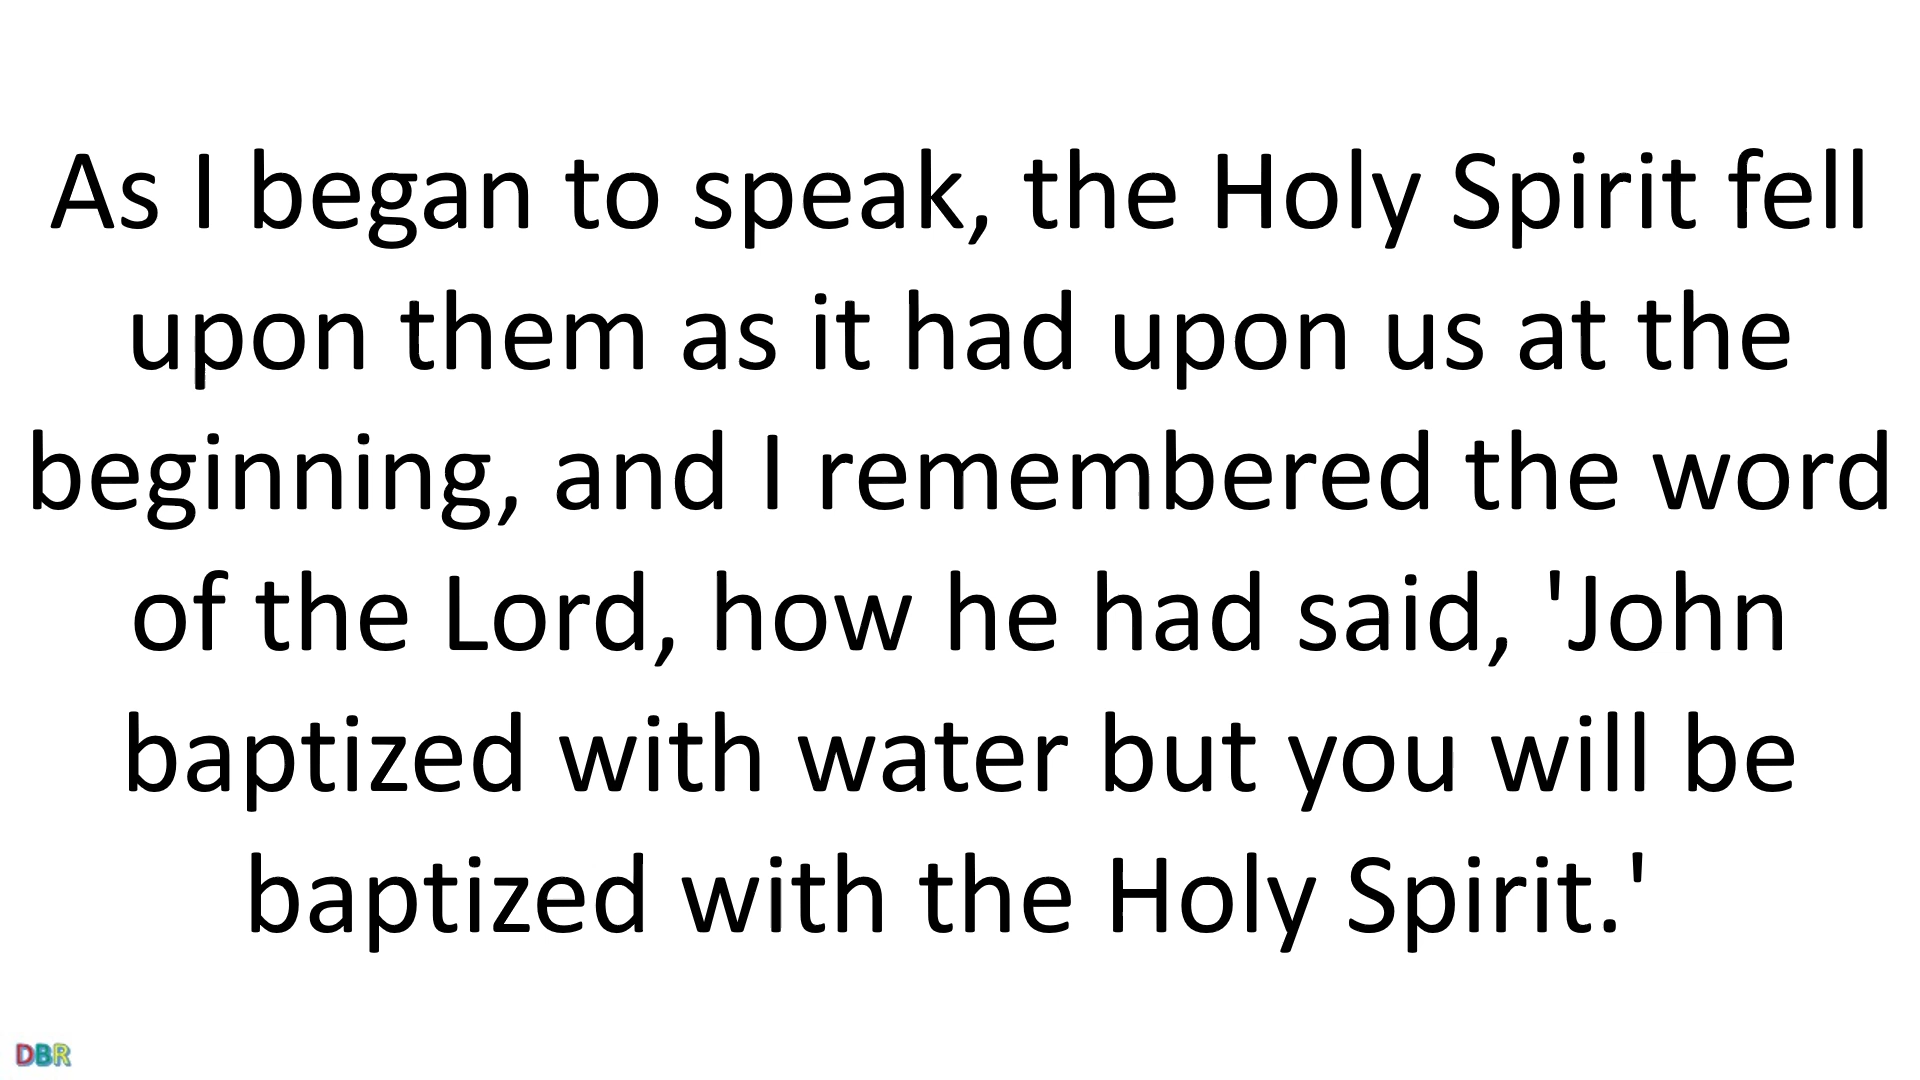 As I began to speak, the Holy Spirit fell
upon them as it had upon us at the
beginning, and I remembered the word
of the Lord, how he had said, 'John
baptized with water but you will be
baptized with the Holy Spirit.'
DBR